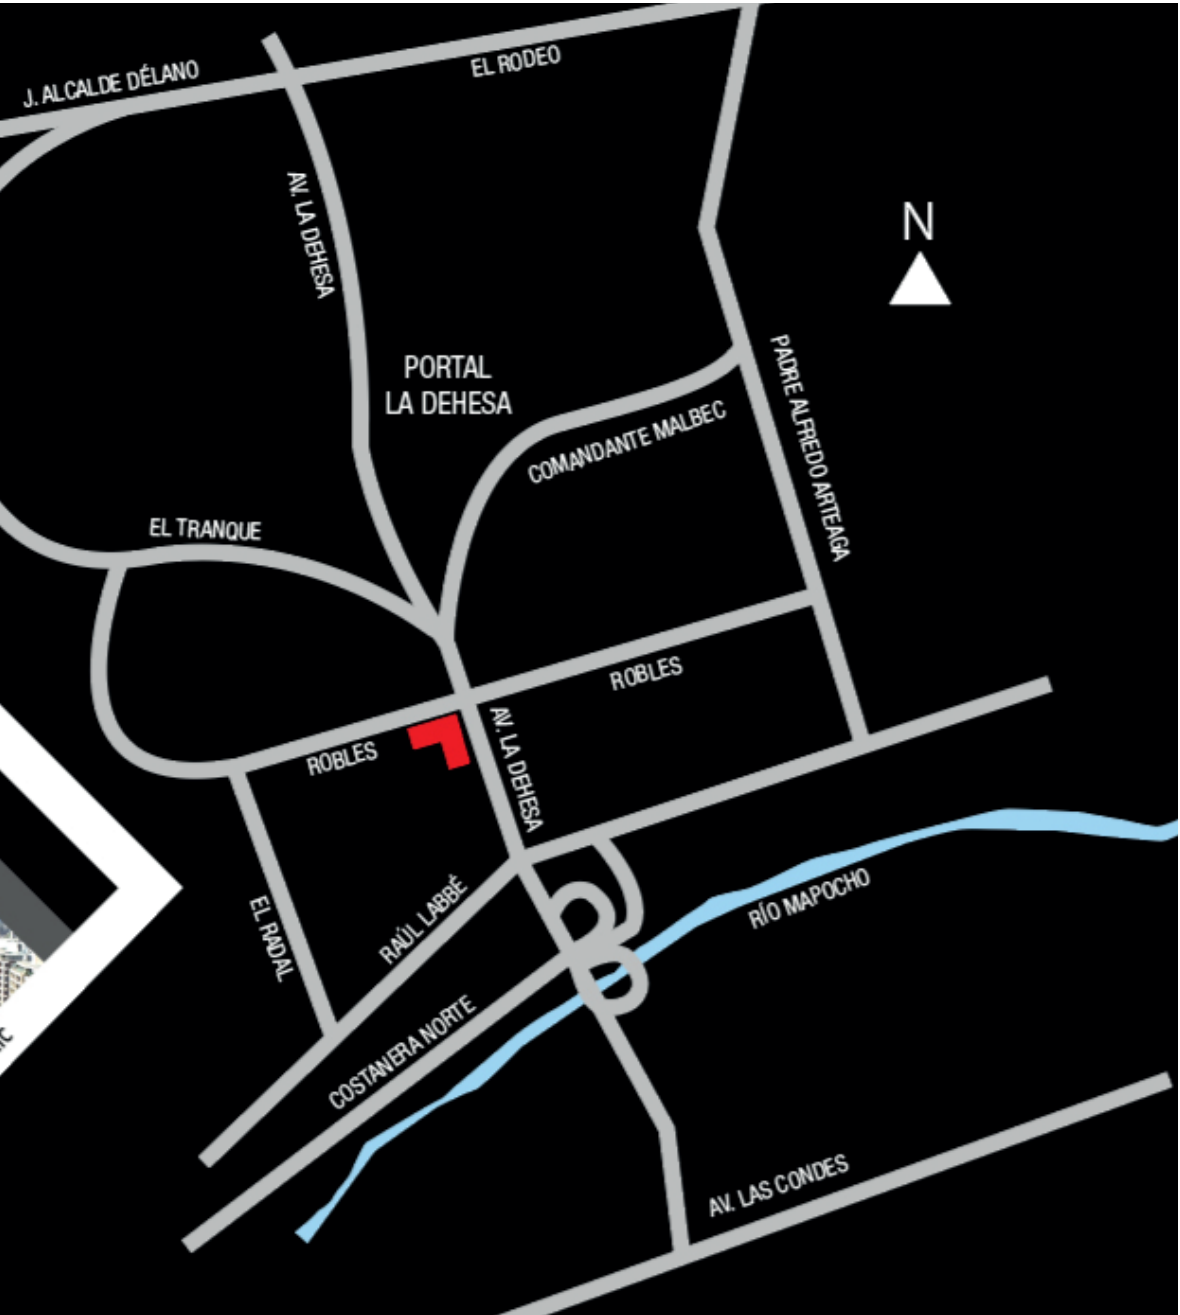 J. ALCALDE DÉLANO
EL RODEO
AV. LA DEHESA
N
PORTAL
LA DEHESA
COMANDANTE MALBEC
PADRE ALFREDO ARTEAGA
EL TRANQUE
ROBLES
ROBLES
AV. LA DEHESA
RAÚL LABBÉ
EL RADAL
RÍO MAPOCHO
COSTANERA NORTE
AV. LAS CONDES